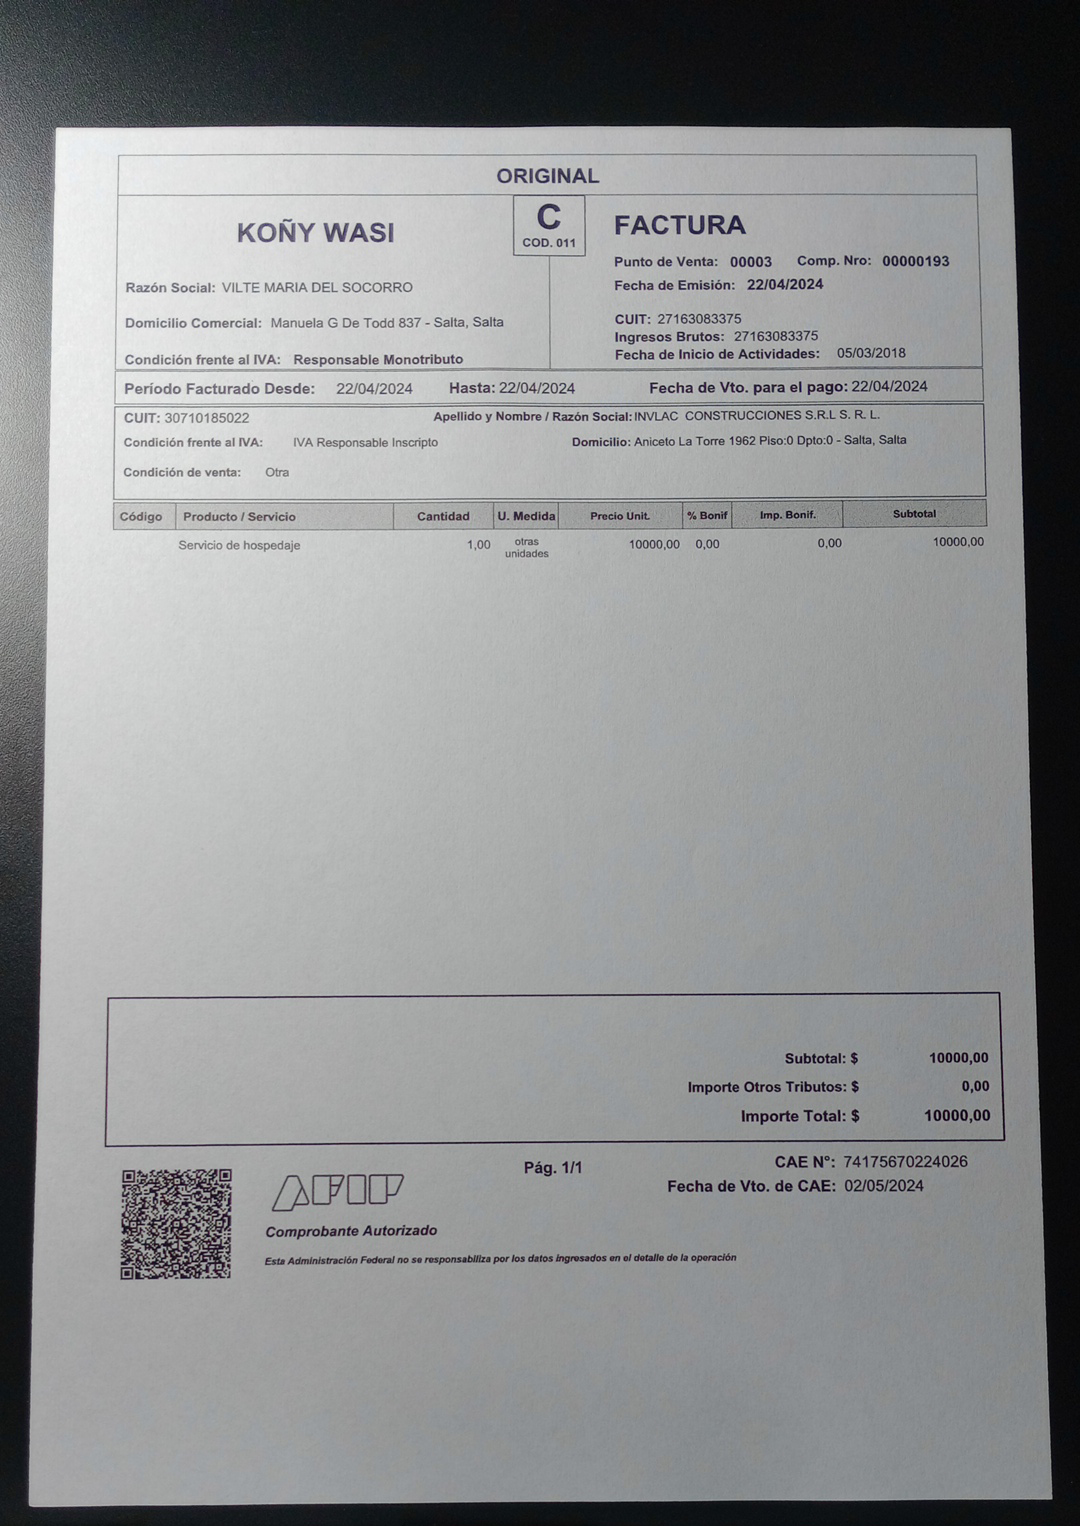 ORIGINAL
KOÑY WASI
C
COD. 011
FACTURA
Punto de Venta: 00003 Comp. Nro: 00000193
Fecha de Emisión: 22/04/2024
Razón Social: VILTE MARIA DEL SOCORRO
Domicilio Comercial: Manuela G De Todd 837 - Salta, Salta
Condición frente al IVA: Responsable Monotributo
CUIT: 27163083375
Ingresos Brutos: 27163083375
Fecha de Inicio de Actividades: 05/03/2018
Período Facturado Desde: 22/04/2024 Hasta: 22/04/2024 Fecha de Vto. para el pago: 22/04/2024
CUIT: 30710185022 Apellido y Nombre / Razón Social: INVLAC CONSTRUCCIONES S.R.L S. R. L.
Condición frente al IVA: IVA Responsable Inscripto Domicilio: Aniceto La Torre 1962 Piso:0 Dpto:0 - Salta, Salta
Condición de venta: Otra
Código Producto / Servicio Cantidad U. Medida Precio Unit. % Bonif Imp. Bonif. Subtotal
Servicio de hospedaje 1,00 otras unidades 10000,00 0,00 0,00 10000,00
Subtotal: $ 10000,00
Importe Otros Tributos: $ 0,00
Importe Total: $ 10000,00
AFIP
Comprobante Autorizado
Esta Administración Federal no se responsabiliza por los datos ingresados en el detalle de la operación
Pág. 1/1
CAE N°: 74175670224026
Fecha de Vto. de CAE: 02/05/2024